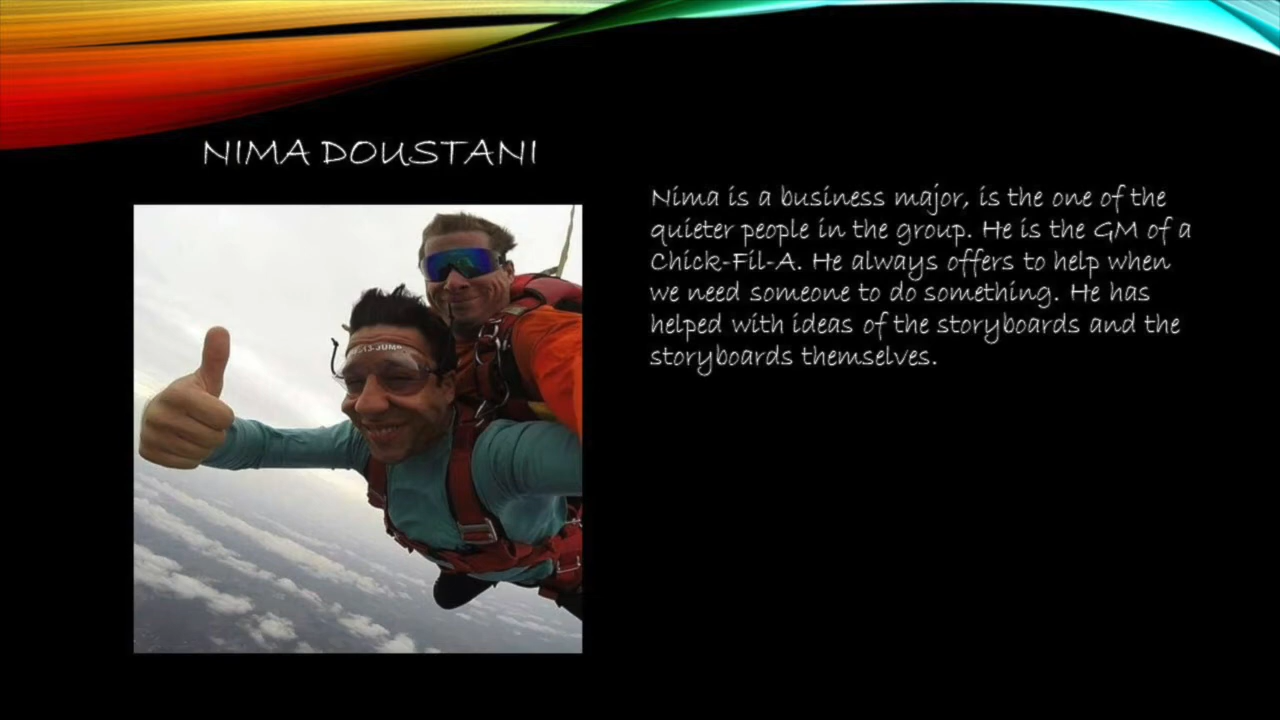 NIMA DOUSTANI
Nima is a business major, is the one of the
quieter people in the group. He is the GM of a
Chick-Fil-A. He always offers to help when
we need someone to do something. He has
helped with ideas of the storyboards and the
storyboards themselves.